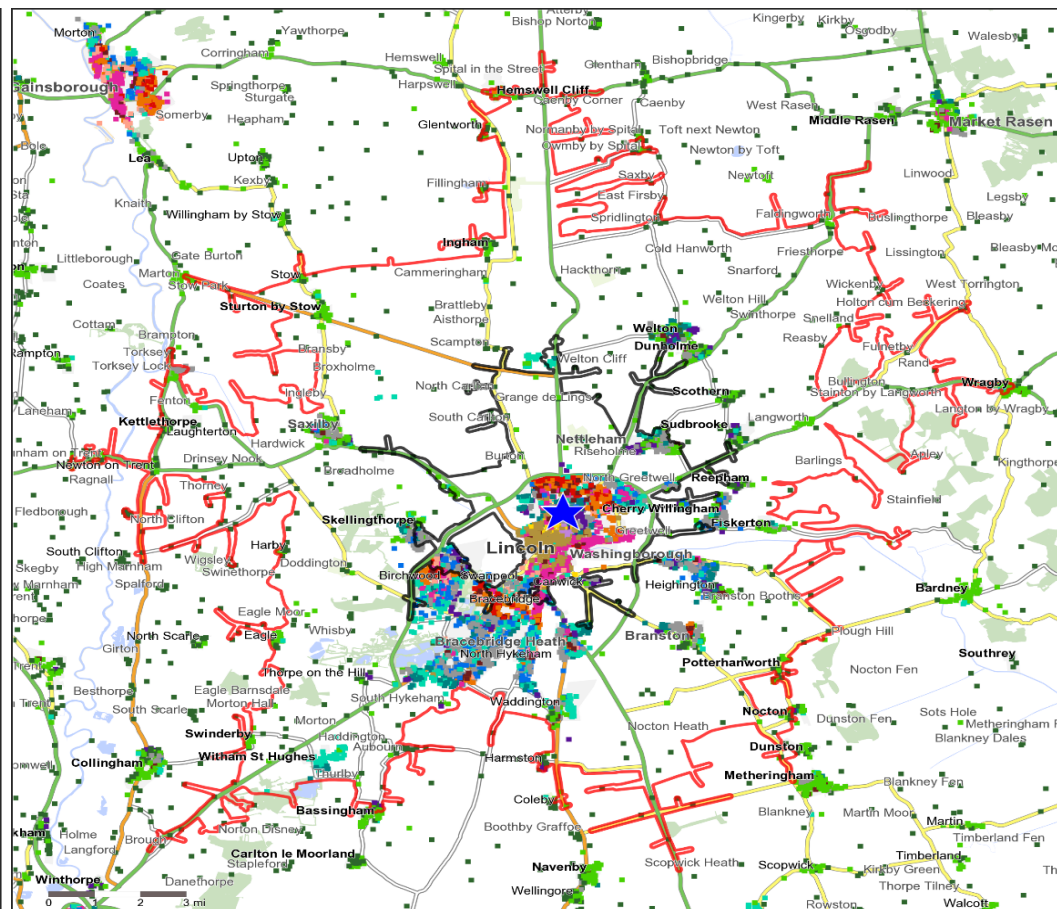 Atterby
Kingerby
Kirkby
Bishop Norton
Osgodby
Morton
Yawthorpe
Walesby
Corringham
Hemswell
Glentham
Bishopbridge
Spital in the Street
Springthorpe
Harpswell
Hemswell Cliff
Caenby Corner
Caenby
West Rasen
Gainsborough
Sturgate
Somerby
Heapham
Glentworth
Normanby by Spital
Toft next Newton
Middle Rasen
Market Rasen
Owmby by Spital
Bole
Lea
Upton
Newton by Toft
Kexby
Fillingham
Saxby
Newtoft
Linwood
Knaith
East Firsby
Legsby
Willingham by Stow
Spridlington
Faldingworth
Buslingthorpe
Bleasby
Ingham
Cold Hanworth
Friesthorpe
Lissington
Littleborough
Gate Burton
Marton
Stow
Cammeringham
Hackthorn
Snarford
Coates
Stow Park
Wickenby
West Torrington
Sturton by Stow
Brattleby
Welton Hill
Holton cum Beckering
Aisthorpe
Swinthorpe
Snelland
Cottam
Brampton
Scampton
Welton
Reasby
Fulnetby
Rampton
Torksey
Bransby
Dunholme
Rand
Torksey Lock
Broxholme
Welton Cliff
North Carlton
Scothern
Bullington
Wragby
Ingleby
Grange de Lings
Stainton by Langworth
Laneham
Fenton
South Carlton
Sudbrooke
Langworth
Langton by Wragby
Kettlethorpe
Saxilby
Laughterton
Hardwick
Nettleham
Riseholme
Newton on Trent
Drinsey Nook
Burton
Barlings
Apley
Kingthorpe
Ragnall
Broadholme
North Greetwell
Reepham
Thorney
Stainfield
Fledborough
North Clifton
Skellingthorpe
Cherry Willingham
Fiskerton
Harby
Lincoln
Greetwell
South Clifton
Wigsley
Doddington
Washingborough
Skegby
High Marnham
Swinethorpe
Birchwood
Swanpool
Canwick
Heighington
Spalford
Bracebridge
Branston Booths
Bardney
Eagle Moor
Whisby
North Scarle
Eagle
Bracebridge Heath
Branston
Plough Hill
Girton
North Hykeham
Southrey
Thorpe on the Hill
Potterhanworth
Nocton Fen
Besthorpe
Eagle Barnsdale
South Hykeham
Waddington
Morton Hall
South Scarle
Morton
Nocton
Sots Hole
Nocton Heath
Dunston Fen
Swinderby
Haddington
Aubourn
Blankney Dales
Collingham
Witham St Hughes
Harmston
Dunston
Thurlby
Metheringham
Blankney Fen
Bassingham
Coleby
Blankney
Martin Moor
Holme
Norton Disney
Boothby Graffoe
Martin
Timberland Fen
Langford
Brough
Carlton le Moorland
Stapleford
Scopwick Heath
Scopwick
Timberland
Winthorpe
Danethorpe
Navenby
Kirkby Green
Thorpe Tilney
Wellingore
Rowston
Walcott
0 1 2 3 mi